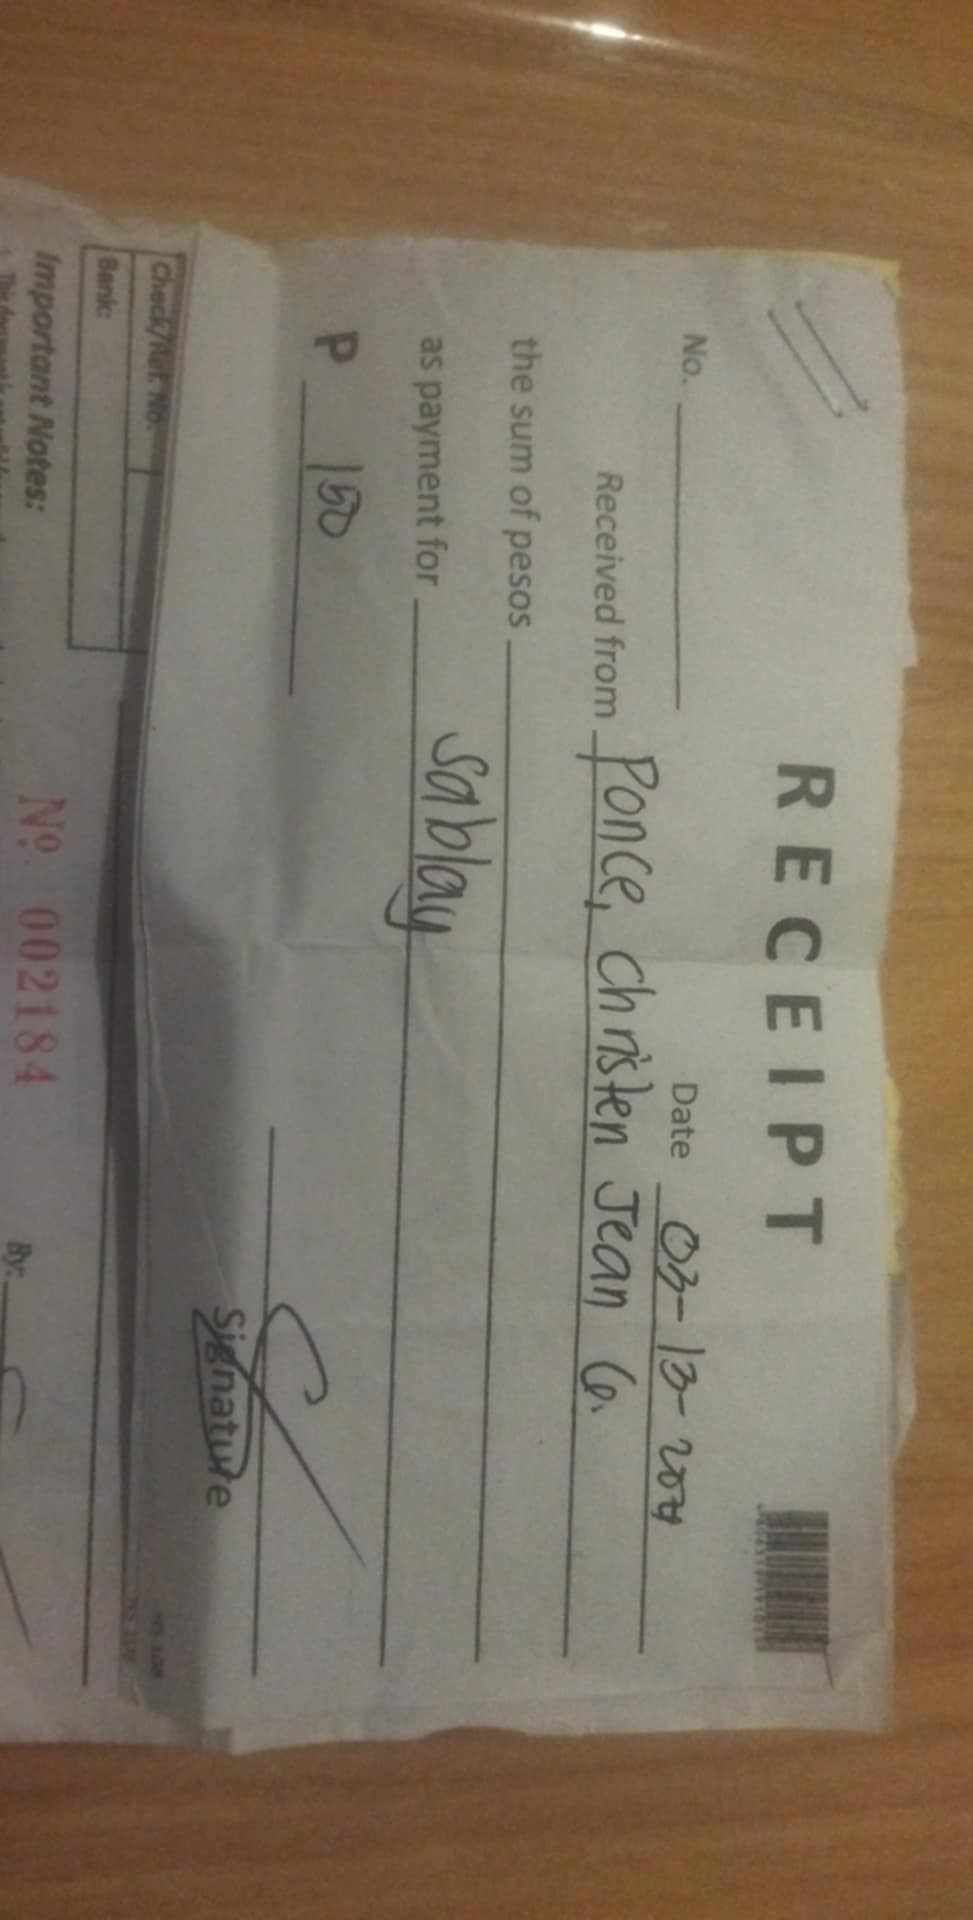 RECEIPT
No.
Date 03-13-2024
Received from Ponce, Christen Jean G.
the sum of pesos
as payment for Sablay
P 150
Signature
Check/Ref. No.
Bank:
Important Notes:
Nº 002184
By: